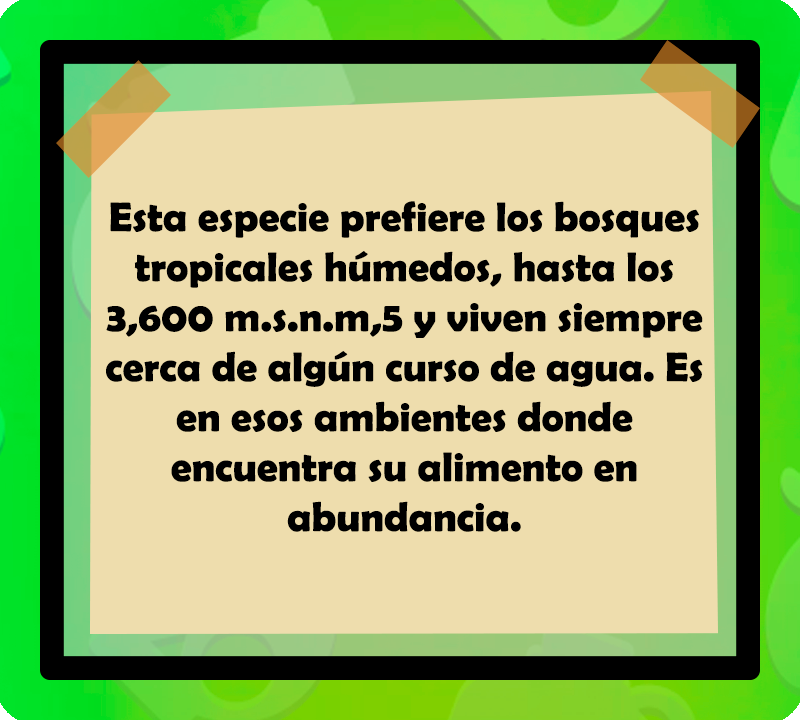 Esta especie prefiere los bosques
tropicales húmedos, hasta los
3,600 m.s.n.m,5 y viven siempre
cerca de algún curso de agua. Es
en esos ambientes donde
encuentra su alimento en
abundancia.